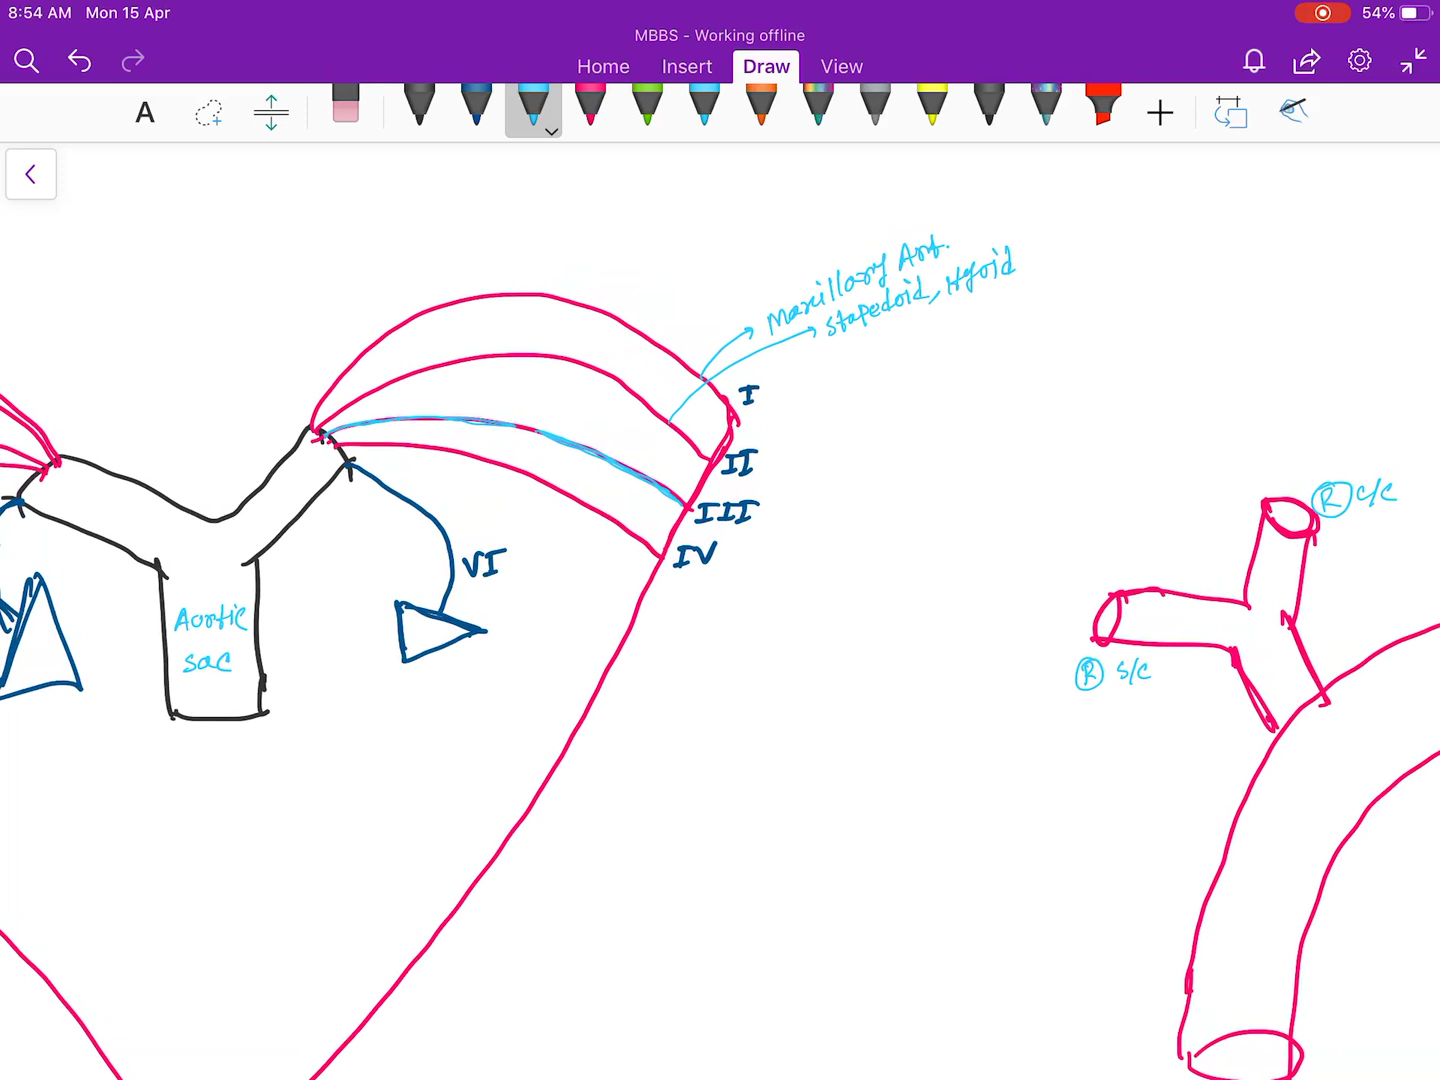 8:54 AM Mon 15 Apr
54%
MBBS - Working offline
Home Insert Draw View
A
Maxillary Art.
stapedoid, Hyoid
I
II
III
IV
VI
Aortic
sac
R C/C
R S/C